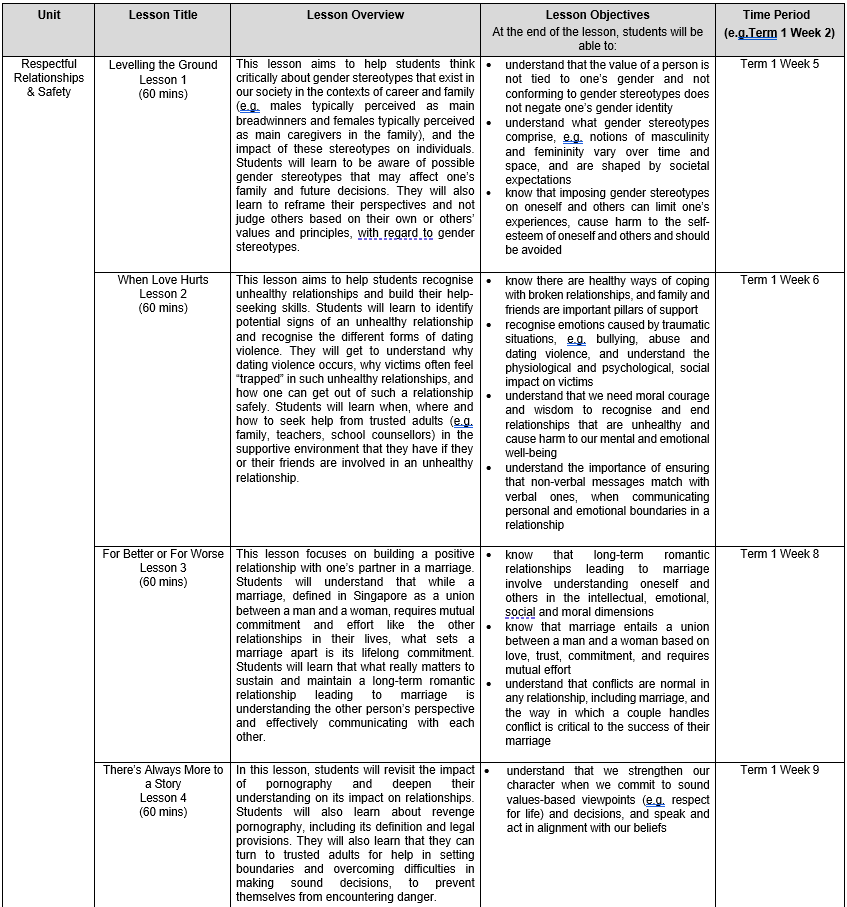 Unit
Lesson Title
Lesson Overview
Lesson Objectives
At the end of the lesson, students will be
able to:
Time Period
(e.g.Term 1 Week 2)
Respectful
Relationships
& Safety
Levelling the Ground
Lesson 1
(60 mins)
This lesson aims to help students think
critically about gender stereotypes that exist in
our society in the contexts of career and family
(e.g. males typically perceived as main
breadwinners and females typically perceived
as main caregivers in the family), and the
impact of these stereotypes on individuals.
Students will learn to be aware of possible
gender stereotypes that may affect one's
family and future decisions. They will also
learn to reframe their perspectives and not
judge others based on their own or others'
values and principles, with regard to gender
stereotypes.
• understand that the value of a person is
not tied to one's gender and not
conforming to gender stereotypes does
not negate one's gender identity
• understand what gender stereotypes
comprise, e.g. notions of masculinity
and femininity vary over time and
space, and are shaped by societal
expectations
• know that imposing gender stereotypes
on oneself and others can limit one's
experiences, cause harm to the self-
esteem of oneself and others and should
be avoided
Term 1 Week 5
When Love Hurts
Lesson 2
(60 mins)
This lesson aims to help students recognise
unhealthy relationships and build their help-
seeking skills. Students will learn to identify
potential signs of an unhealthy relationship
and recognise the different forms of dating
violence. They will get to understand why
dating violence occurs, why victims often feel
"trapped" in such unhealthy relationships, and
how one can get out of such a relationship
safely. Students will learn when, where and
how to seek help from trusted adults (e.g.
family, teachers, school counsellors) in the
supportive environment that they have if they
or their friends are involved in an unhealthy
relationship.
• know there are healthy ways of coping
with broken relationships, and family and
friends are important pillars of support
• recognise emotions caused by traumatic
situations, e.g. bullying, abuse and
dating violence, and understand the
physiological and psychological, social
impact on victims
• understand that we need moral courage
and wisdom to recognise and end
relationships that are unhealthy and
cause harm to our mental and emotional
well-being
• understand the importance of ensuring
that non-verbal messages match with
verbal ones, when communicating
personal and emotional boundaries in a
relationship
Term 1 Week 6
For Better or For Worse
Lesson 3
(60 mins)
This lesson focuses on building a positive
relationship with one's partner in a marriage.
Students will understand that while a
marriage, defined in Singapore as a union
between a man and a woman, requires mutual
commitment and effort like the other
relationships in their lives, what sets a
marriage apart is its lifelong commitment.
Students will learn that what really matters to
sustain and maintain a long-term romantic
relationship leading to marriage is
understanding the other person's perspective
and effectively communicating with each
other.
• know that long-term romantic
relationships leading to marriage
involve understanding oneself and
others in the intellectual, emotional,
social and moral dimensions
• know that marriage entails a union
between a man and a woman based on
love, trust, commitment, and requires
mutual effort
• understand that conflicts are normal in
any relationship, including marriage, and
the way in which a couple handles
conflict is critical to the success of their
marriage
Term 1 Week 8
There's Always More to
a Story
Lesson 4
(60 mins)
In this lesson, students will revisit the impact
of pornography and deepen their
understanding on its impact on relationships.
Students will also learn about revenge
pornography, including its definition and legal
provisions. They will also learn that they can
turn to trusted adults for help in setting
boundaries and overcoming difficulties in
making sound decisions, to prevent
themselves from encountering danger.
• understand that we strengthen our
character when we commit to sound
values-based viewpoints (e.g. respect
for life) and decisions, and speak and
act in alignment with our beliefs
Term 1 Week 9